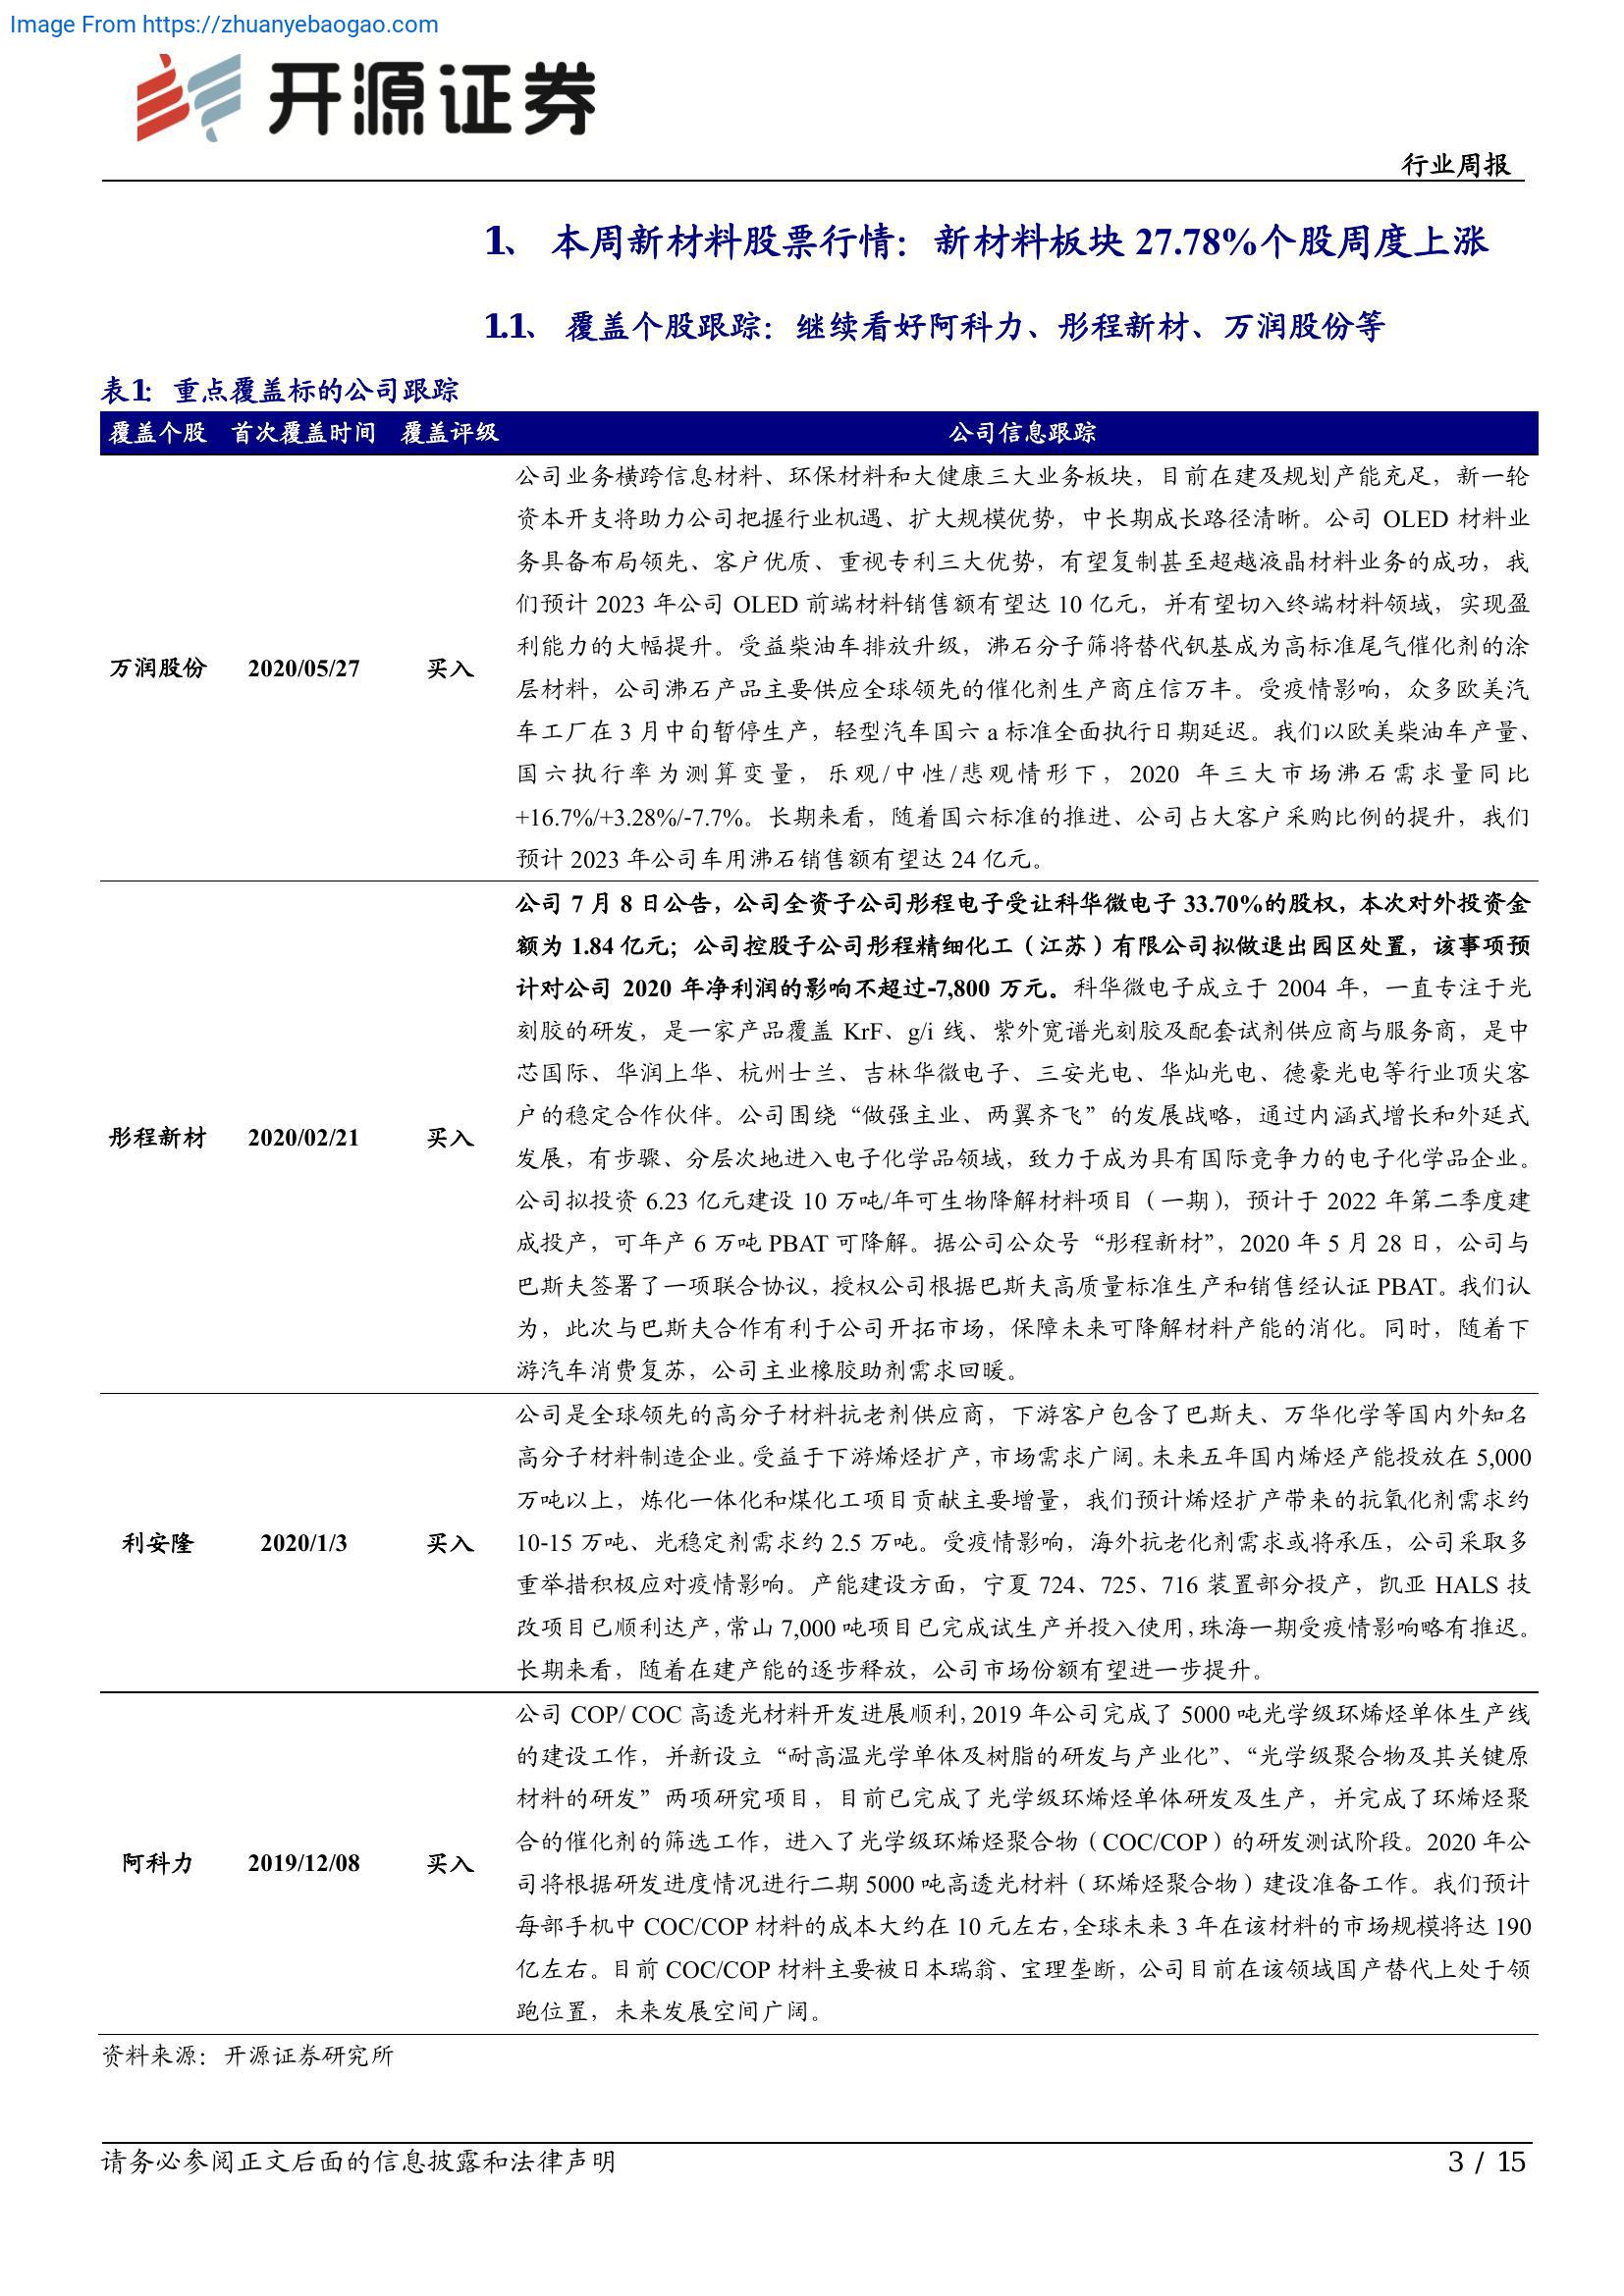 Image From https://zhuanyebaogao.com
开源证券
行业周报
1、 本周新材料股票行情：新材料板块 27.78%个股周度上涨
1.1、 覆盖个股跟踪：继续看好阿科力、彤程新材、万润股份等
表1： 重点覆盖标的公司跟踪
覆盖个股 首次覆盖时间 覆盖评级 公司信息跟踪
公司业务横跨信息材料、环保材料和大健康三大业务板块，目前在建及规划产能充足，新一轮
资本开支将助力公司把握行业机遇、扩大规模优势，中长期成长路径清晰。公司 OLED 材料业
务具备布局领先、客户优质、重视专利三大优势，有望复制甚至超越液晶材料业务的成功，我
们预计 2023 年公司 OLED 前端材料销售额有望达 10 亿元，并有望切入终端材料领域，实现盈
利能力的大幅提升。受益柴油车排放升级，沸石分子筛将替代钒基成为高标准尾气催化剂的涂
万润股份 2020/05/27 买入
层材料，公司沸石产品主要供应全球领先的催化剂生产商庄信万丰。受疫情影响，众多欧美汽
车工厂在 3 月中旬暂停生产，轻型汽车国六 a 标准全面执行日期延迟。我们以欧美柴油车产量、
国六执行率为测算变量，乐观/中性/悲观情形下，2020 年三大市场沸石需求量同比
+16.7%/+3.28%/-7.7%。长期来看，随着国六标准的推进、公司占大客户采购比例的提升，我们
预计 2023 年公司车用沸石销售额有望达 24 亿元。
公司 7 月 8 日公告，公司全资子公司彤程电子受让科华微电子 33.70%的股权，本次对外投资金
额为 1.84 亿元；公司控股子公司彤程精细化工（江苏）有限公司拟做退出园区处置，该事项预
计对公司 2020 年净利润的影响不超过-7,800 万元。科华微电子成立于 2004 年，一直专注于光
刻胶的研发，是一家产品覆盖 KrF、g/i 线、紫外宽谱光刻胶及配套试剂供应商与服务商，是中
芯国际、华润上华、杭州士兰、吉林华微电子、三安光电、华灿光电、德豪光电等行业顶尖客
户的稳定合作伙伴。公司围绕“做强主业、两翼齐飞”的发展战略，通过内涵式增长和外延式
彤程新材 2020/02/21 买入
发展，有步骤、分层次地进入电子化学品领域，致力于成为具有国际竞争力的电子化学品企业。
公司拟投资 6.23 亿元建设 10 万吨/年可生物降解材料项目（一期），预计于 2022 年第二季度建
成投产，可年产 6 万吨 PBAT 可降解。据公司公众号“彤程新材”，2020 年 5 月 28 日，公司与
巴斯夫签署了一项联合协议，授权公司根据巴斯夫高质量标准生产和销售经认证 PBAT。我们认
为，此次与巴斯夫合作有利于公司开拓市场，保障未来可降解材料产能的消化。同时，随着下
游汽车消费复苏，公司主业橡胶助剂需求回暖。
公司是全球领先的高分子材料抗老剂供应商，下游客户包含了巴斯夫、万华化学等国内外知名
高分子材料制造企业。受益于下游烯烃扩产，市场需求广阔。未来五年国内烯烃产能投放在 5,000
万吨以上，炼化一体化和煤化工项目贡献主要增量，我们预计烯烃扩产带来的抗氧化剂需求约
利安隆 2020/1/3 买入
10-15 万吨、光稳定剂需求约 2.5 万吨。受疫情影响，海外抗老化剂需求或将承压，公司采取多
重举措积极应对疫情影响。产能建设方面，宁夏 724、725、716 装置部分投产，凯亚 HALS 技
改项目已顺利达产，常山 7,000 吨项目已完成试生产并投入使用，珠海一期受疫情影响略有推迟。
长期来看，随着在建产能的逐步释放，公司市场份额有望进一步提升。
公司 COP/ COC 高透光材料开发进展顺利，2019 年公司完成了 5000 吨光学级环烯烃单体生产线
的建设工作，并新设立“耐高温光学单体及树脂的研发与产业化”、“光学级聚合物及其关键原
材料的研发”两项研究项目，目前已完成了光学级环烯烃单体研发及生产，并完成了环烯烃聚
合的催化剂的筛选工作，进入了光学级环烯烃聚合物（COC/COP）的研发测试阶段。2020 年公
阿科力 2019/12/08 买入
司将根据研发进度情况进行二期 5000 吨高透光材料（环烯烃聚合物）建设准备工作。我们预计
每部手机中 COC/COP 材料的成本大约在 10 元左右，全球未来 3 年在该材料的市场规模将达 190
亿左右。目前 COC/COP 材料主要被日本瑞翁、宝理垄断，公司目前在该领域国产替代上处于领
跑位置，未来发展空间广阔。
资料来源：开源证券研究所
请务必参阅正文后面的信息披露和法律声明 3 / 15